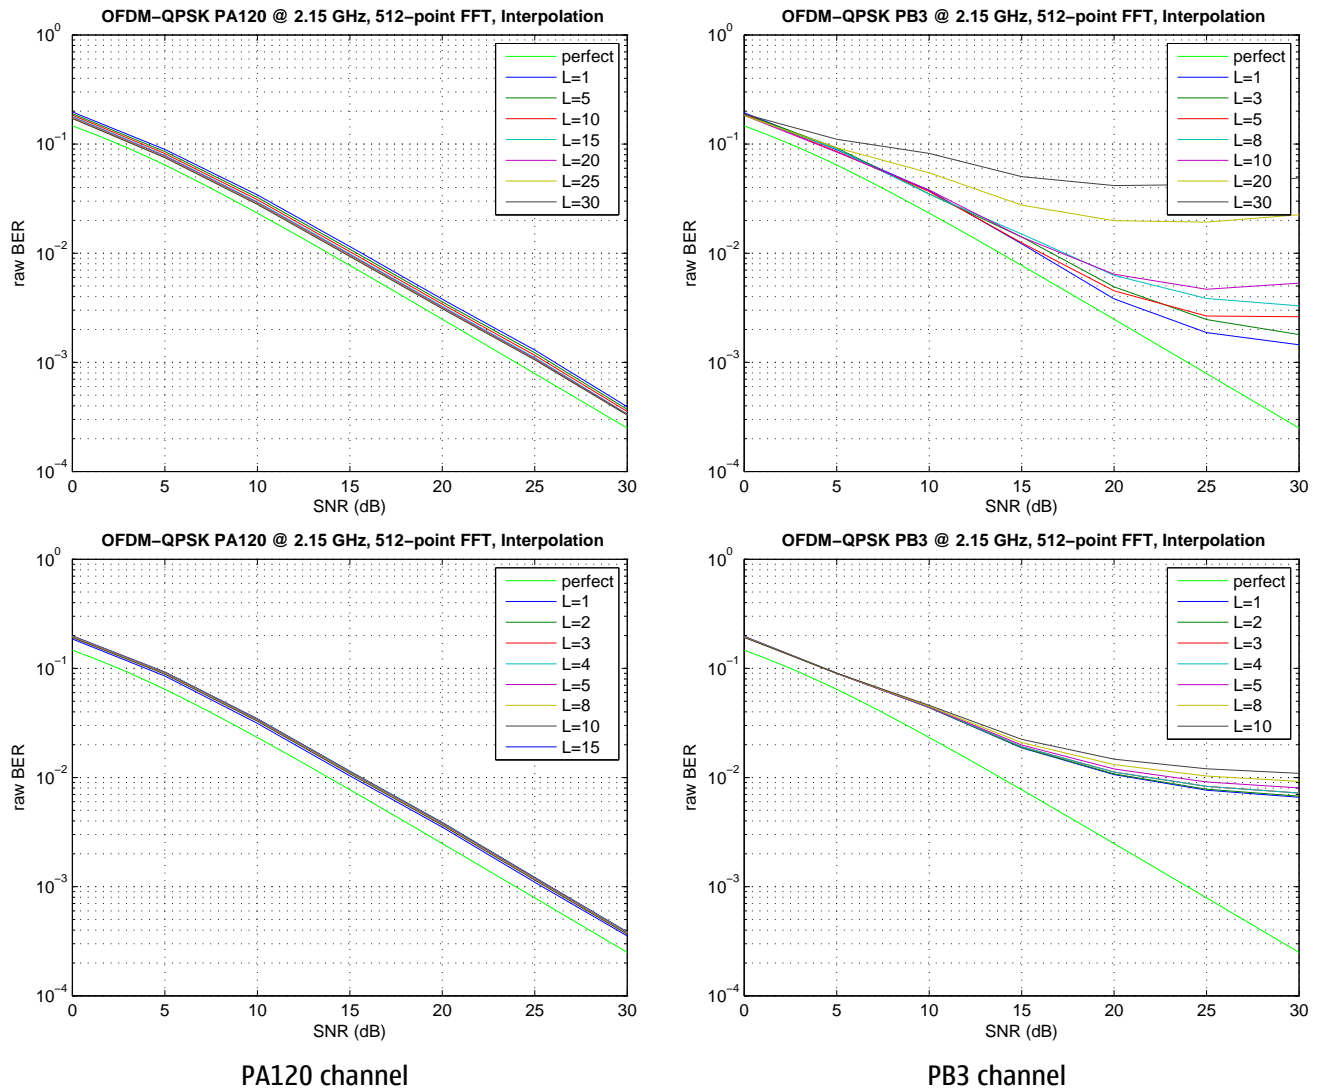 OFDM−QPSK PA120 @ 2.15 GHz, 512−point FFT, Interpolation
10^0
10^−1
10^−2
10^−3
10^−4
raw BER
perfect
L=1
L=5
L=10
L=15
L=20
L=25
L=30
0 5 10 15 20 25 30
SNR (dB)
OFDM−QPSK PB3 @ 2.15 GHz, 512−point FFT, Interpolation
10^0
10^−1
10^−2
10^−3
10^−4
raw BER
perfect
L=1
L=3
L=5
L=8
L=10
L=20
L=30
0 5 10 15 20 25 30
SNR (dB)
OFDM−QPSK PA120 @ 2.15 GHz, 512−point FFT, Interpolation
10^0
10^−1
10^−2
10^−3
10^−4
raw BER
perfect
L=1
L=2
L=3
L=4
L=5
L=8
L=10
L=15
0 5 10 15 20 25 30
SNR (dB)
PA120 channel
OFDM−QPSK PB3 @ 2.15 GHz, 512−point FFT, Interpolation
10^0
10^−1
10^−2
10^−3
10^−4
raw BER
perfect
L=1
L=2
L=3
L=4
L=5
L=8
L=10
0 5 10 15 20 25 30
SNR (dB)
PB3 channel